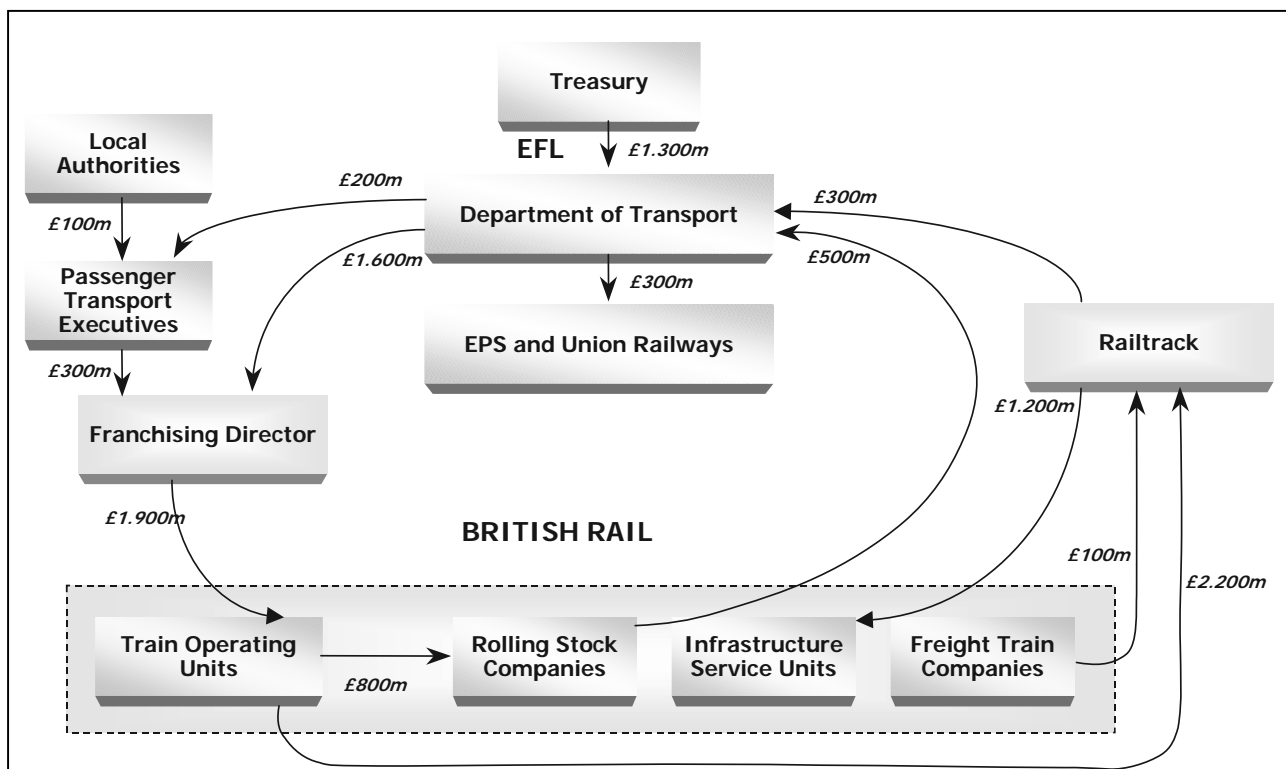 Treasury
EFL
£1.300m
Local
Authorities
£200m
£300m
Department of Transport
£100m
£1.600m
£500m
Passenger
Transport
Executives
£300m
EPS and Union Railways
Railtrack
£300m
£1.200m
Franchising Director
£1.900m
BRITISH RAIL
£100m
£2.200m
Train Operating
Units
£800m
Rolling Stock
Companies
Infrastructure
Service Units
Freight Train
Companies